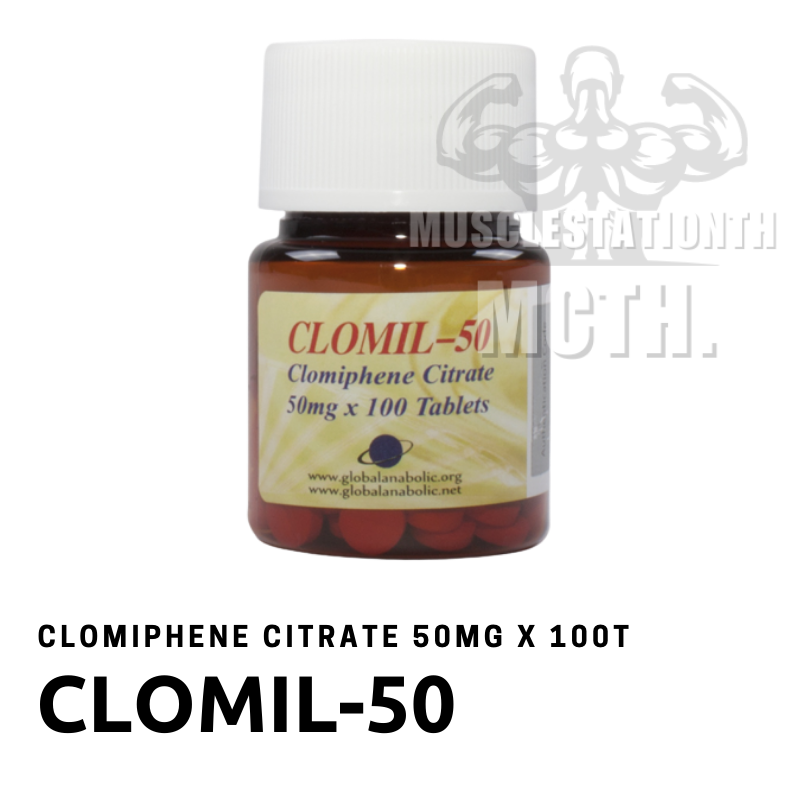 MUSCLESTATIONTH
MCTH.
CLOMIL-50
Clomiphene Citrate
50mg x 100 Tablets
www.globalanabolic.org
www.globalanabolic.net
CLOMIPHENE CITRATE 50MG X 100T
CLOMIL-50